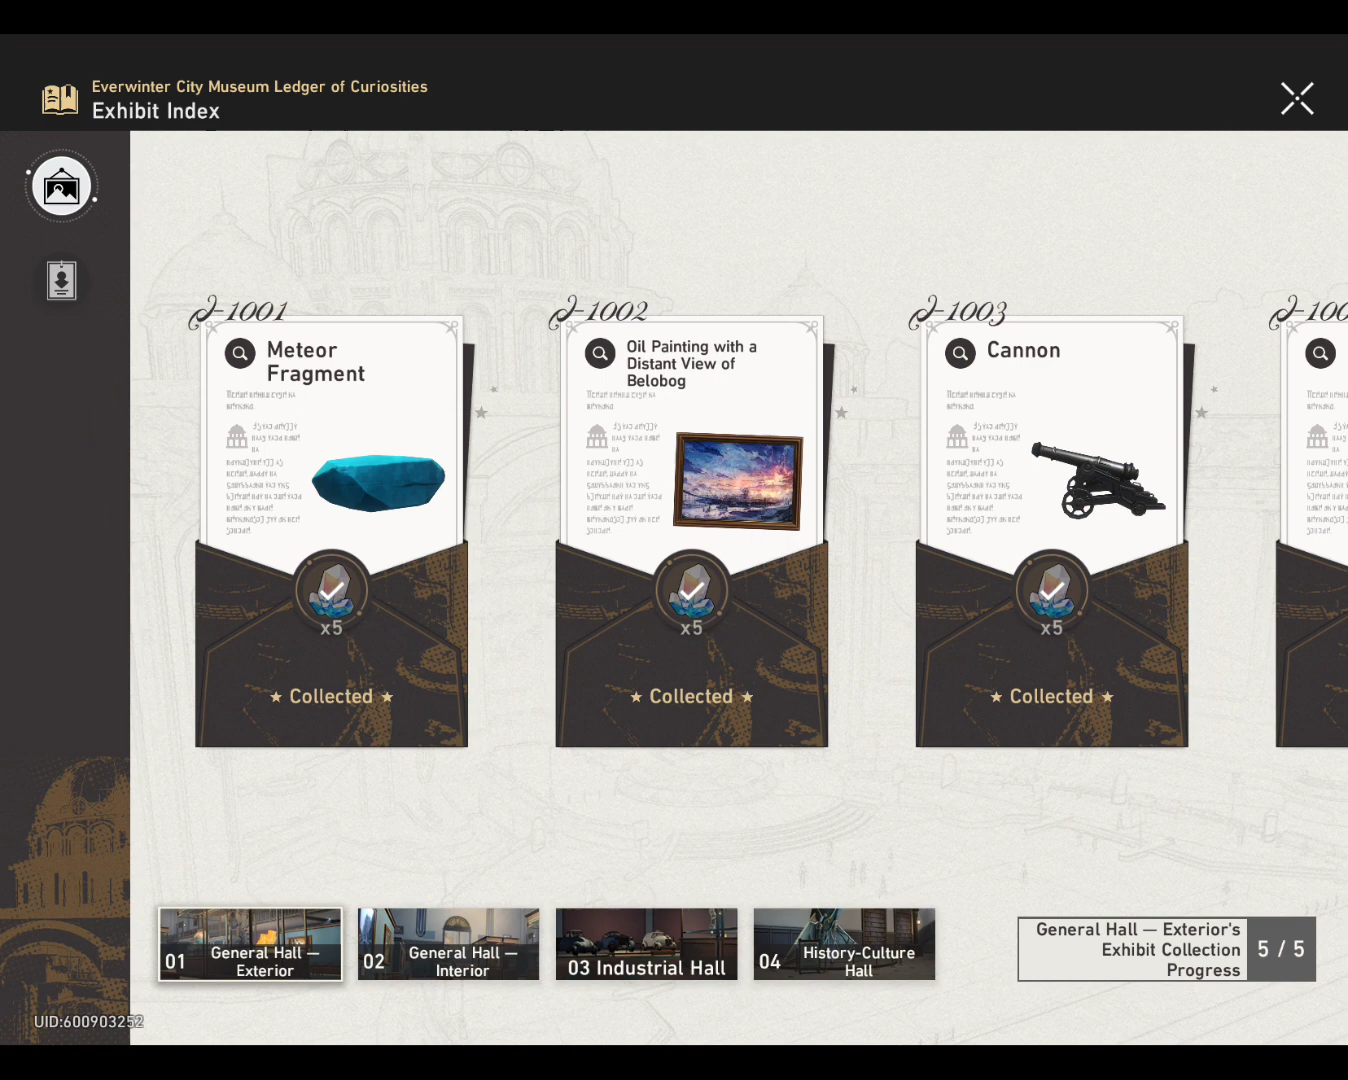 Everwinter City Museum Ledger of Curiosities
Exhibit Index
J-1001
J-1002
J-1003
Meteor
Fragment
Oil Painting with a
Distant View of
Belobog
Cannon
x5
x5
x5
Collected
Collected
Collected
01 General Hall —
Exterior
02 General Hall —
Interior
03 Industrial Hall
04 History-Culture
Hall
General Hall — Exterior's
Exhibit Collection
Progress
5 / 5
UID:600903252